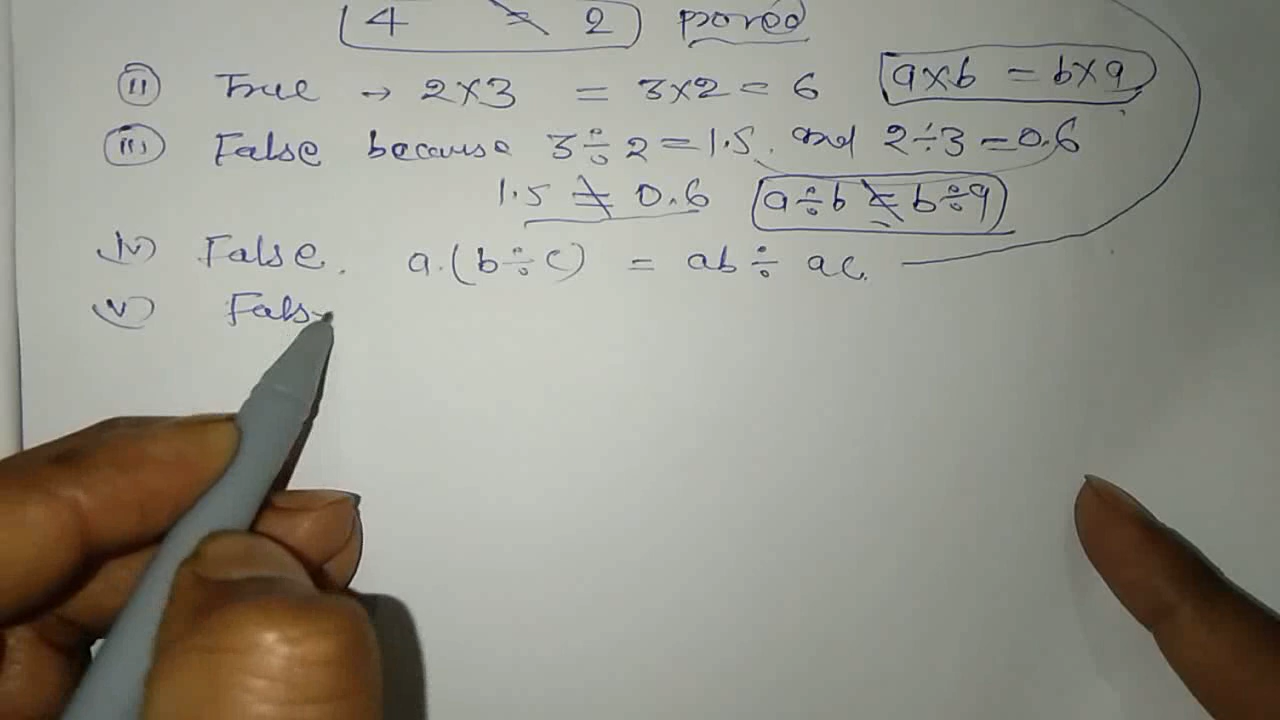 4 ≠ 2 proved
(ii) True → 2×3 = 3×2 = 6 a×b = b×a
(iii) False because 3÷2 = 1.5. and 2÷3 = 0.6
1.5 ≠ 0.6 a÷b ≠ b÷a
(iv) False. a.(b÷c) = ab ÷ ac.
(v) Fals